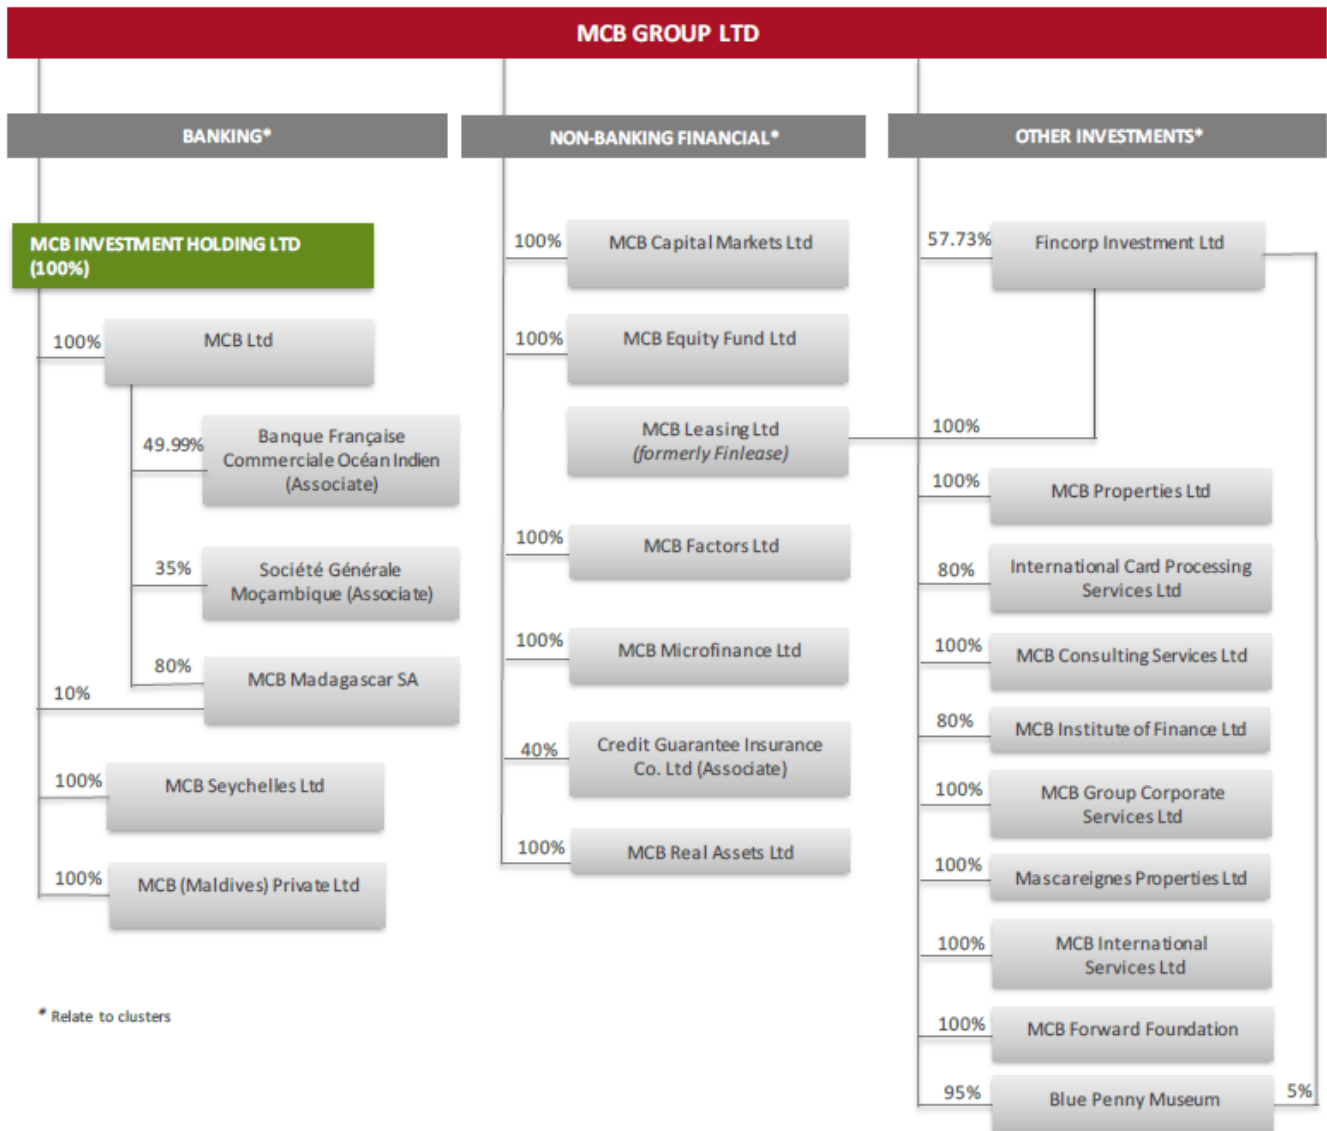 MCB GROUP LTD
BANKING*
MCB INVESTMENT HOLDING LTD
(100%)
100%
MCB Ltd
49.99%
Banque Française
Commerciale Océan Indien
(Associate)
35%
Société Générale
Moçambique (Associate)
80%
MCB Madagascar SA
10%
100%
MCB Seychelles Ltd
100%
MCB (Maldives) Private Ltd
* Relate to clusters
NON-BANKING FINANCIAL*
100%
MCB Capital Markets Ltd
100%
MCB Equity Fund Ltd
MCB Leasing Ltd
(formerly Finlease)
100%
MCB Factors Ltd
100%
MCB Microfinance Ltd
40%
Credit Guarantee Insurance
Co. Ltd (Associate)
100%
MCB Real Assets Ltd
OTHER INVESTMENTS*
57.73%
Fincorp Investment Ltd
100%
100%
MCB Properties Ltd
80%
International Card Processing
Services Ltd
100%
MCB Consulting Services Ltd
80%
MCB Institute of Finance Ltd
100%
MCB Group Corporate
Services Ltd
100%
Mascareignes Properties Ltd
100%
MCB International
Services Ltd
100%
MCB Forward Foundation
95%
Blue Penny Museum
5%